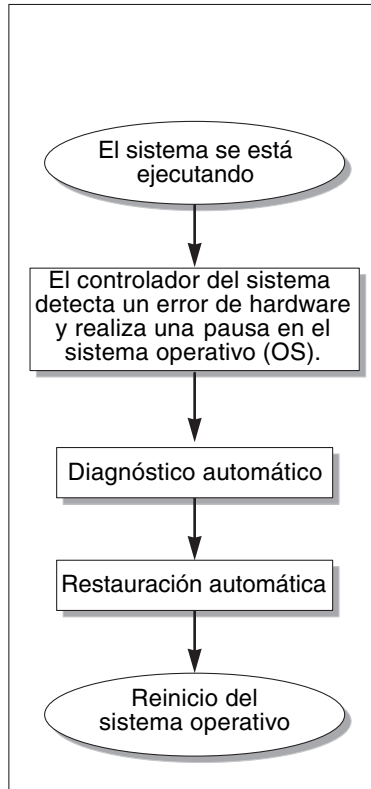 El sistema se está
ejecutando
El controlador del sistema
detecta un error de hardware
y realiza una pausa en el
sistema operativo (OS).
Diagnóstico automático
Restauración automática
Reinicio del
sistema operativo